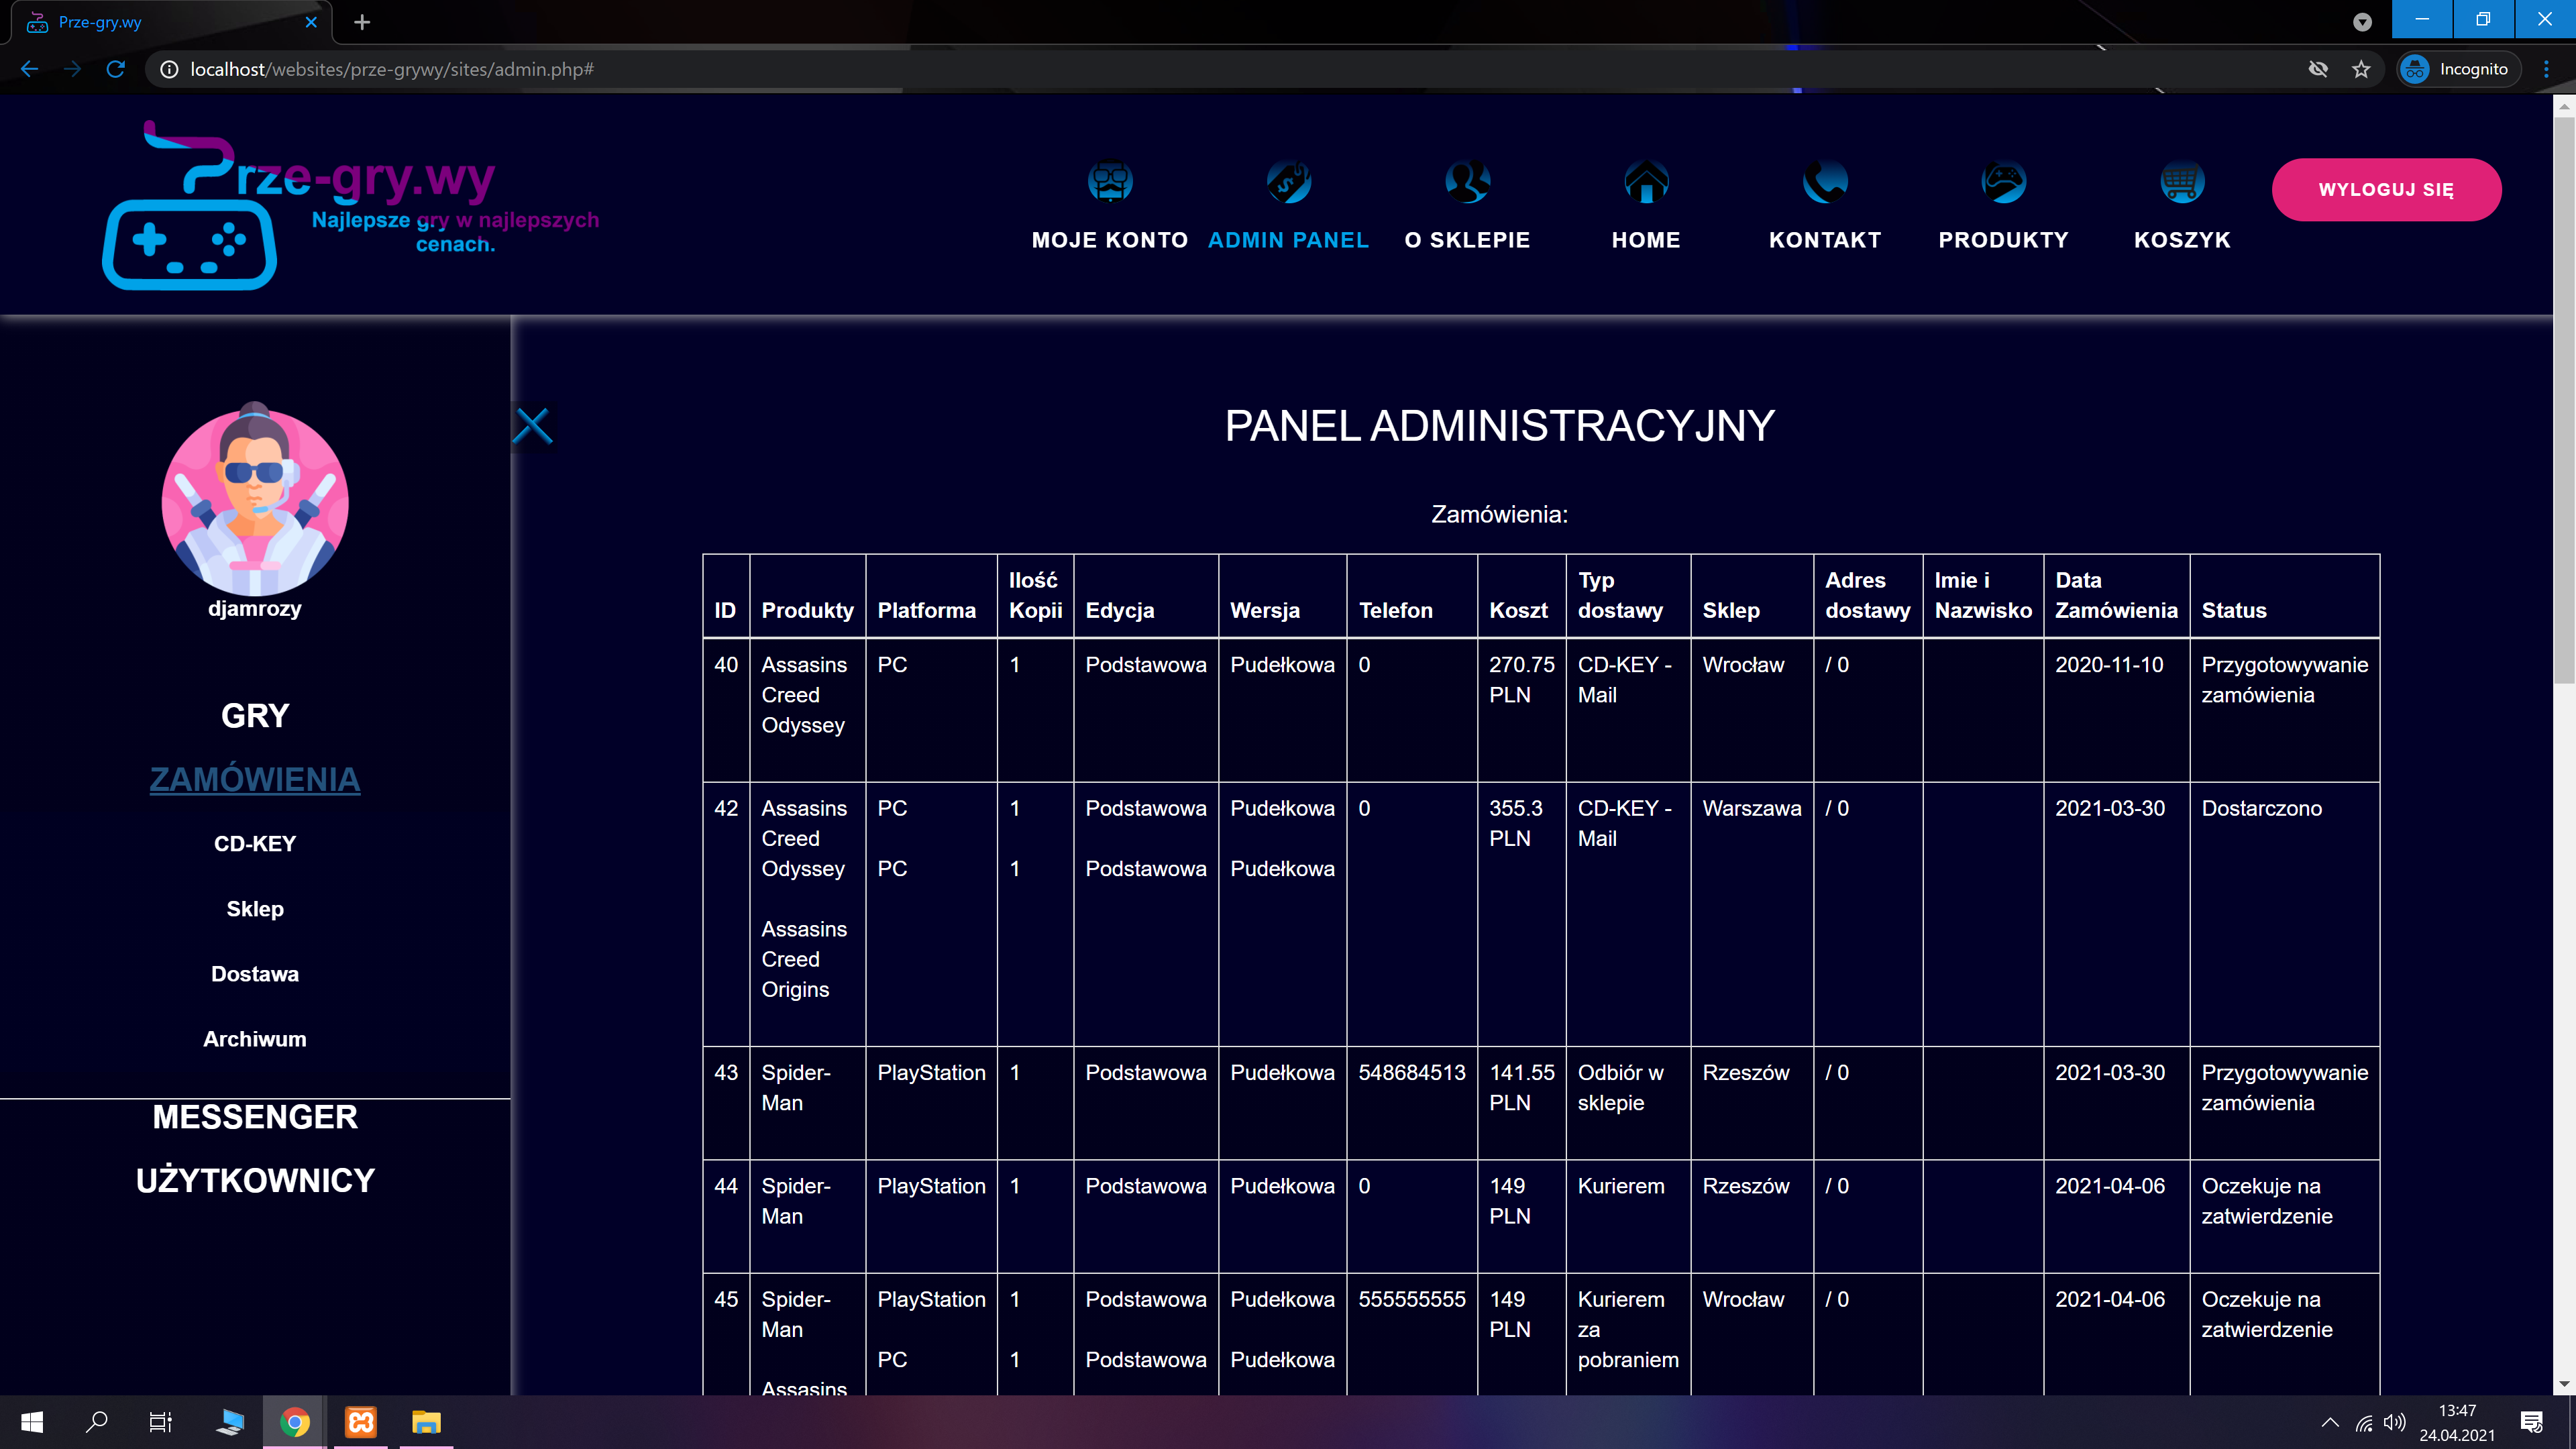 Prze-gry.wy
localhost/websites/prze-grywy/sites/admin.php#
Incognito
Prze-gry.wy
Najlepsze gry w najlepszych
cenach.
MOJE KONTO ADMIN PANEL O SKLEPIE HOME KONTAKT PRODUKTY KOSZYK
WYLOGUJ SIĘ
djamrozy
GRY
ZAMÓWIENIA
CD-KEY
Sklep
Dostawa
Archiwum
MESSENGER
UŻYTKOWNICY
PANEL ADMINISTRACYJNY
Zamówienia:
Ilość Typ Adres Imie i Data
ID Produkty Platforma Kopii Edycja Wersja Telefon Koszt dostawy Sklep dostawy Nazwisko Zamówienia Status
40 Assasins PC 1 Podstawowa Pudełkowa 0 270.75 CD-KEY - Wrocław / 0 2020-11-10 Przygotowywanie
Creed PLN Mail zamówienia
Odyssey
42 Assasins PC 1 Podstawowa Pudełkowa 0 355.3 CD-KEY - Warszawa / 0 2021-03-30 Dostarczono
Creed PLN Mail
Odyssey PC 1 Podstawowa Pudełkowa
Assasins
Creed
Origins
43 Spider- PlayStation 1 Podstawowa Pudełkowa 548684513 141.55 Odbiór w Rzeszów / 0 2021-03-30 Przygotowywanie
Man PLN sklepie zamówienia
44 Spider- PlayStation 1 Podstawowa Pudełkowa 0 149 Kurierem Rzeszów / 0 2021-04-06 Oczekuje na
Man PLN zatwierdzenie
45 Spider- PlayStation 1 Podstawowa Pudełkowa 555555555 149 Kurierem Wrocław / 0 2021-04-06 Oczekuje na
Man PLN za zatwierdzenie
PC 1 Podstawowa Pudełkowa pobraniem
Assasins
13:47
24.04.2021